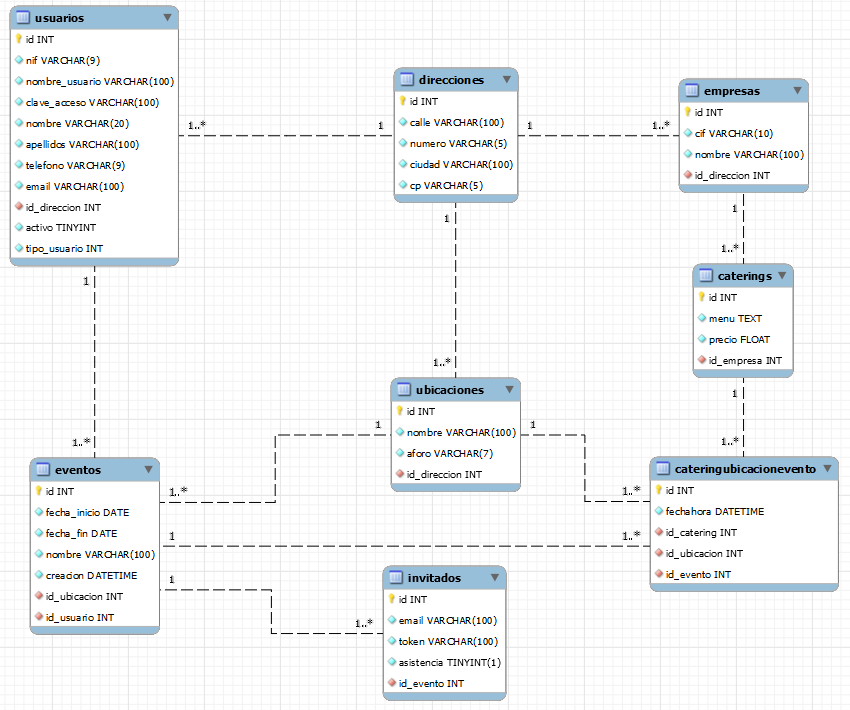 usuarios
id INT
nif VARCHAR(9)
nombre_usuario VARCHAR(100)
clave_acceso VARCHAR(100)
nombre VARCHAR(20)
apellidos VARCHAR(100)
telefono VARCHAR(9)
email VARCHAR(100)
id_direccion INT
activo TINYINT
tipo_usuario INT
1..*
1
direcciones
id INT
calle VARCHAR(100)
numero VARCHAR(5)
ciudad VARCHAR(100)
cp VARCHAR(5)
1
1..*
empresas
id INT
cif VARCHAR(10)
nombre VARCHAR(100)
id_direccion INT
1
1..*
caterings
id INT
menu TEXT
precio FLOAT
id_empresa INT
1
1..*
1
1..*
ubicaciones
id INT
nombre VARCHAR(100)
aforo VARCHAR(7)
id_direccion INT
1
1..*
1
1..*
1
1..*
eventos
id INT
fecha_inicio DATE
fecha_fin DATE
nombre VARCHAR(100)
creacion DATETIME
id_ubicacion INT
id_usuario INT
1
1..*
cateringubicacionevento
id INT
fechahora DATETIME
id_catering INT
id_ubicacion INT
id_evento INT
1
1..*
invitados
id INT
email VARCHAR(100)
token VARCHAR(100)
asistencia TINYINT(1)
id_evento INT